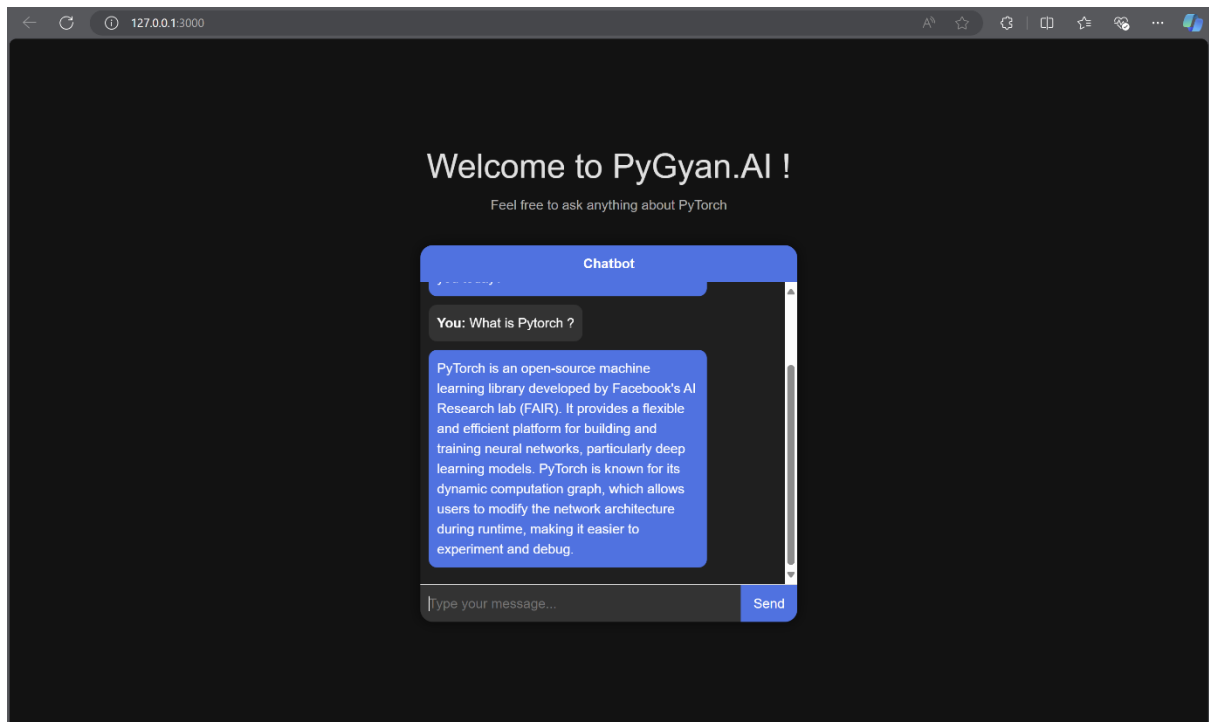 127.0.0.1:3000
Welcome to PyGyan.AI !
Feel free to ask anything about PyTorch
Chatbot
You: What is Pytorch ?
PyTorch is an open-source machine
learning library developed by Facebook's AI
Research lab (FAIR). It provides a flexible
and efficient platform for building and
training neural networks, particularly deep
learning models. PyTorch is known for its
dynamic computation graph, which allows
users to modify the network architecture
during runtime, making it easier to
experiment and debug.
Type your message...
Send